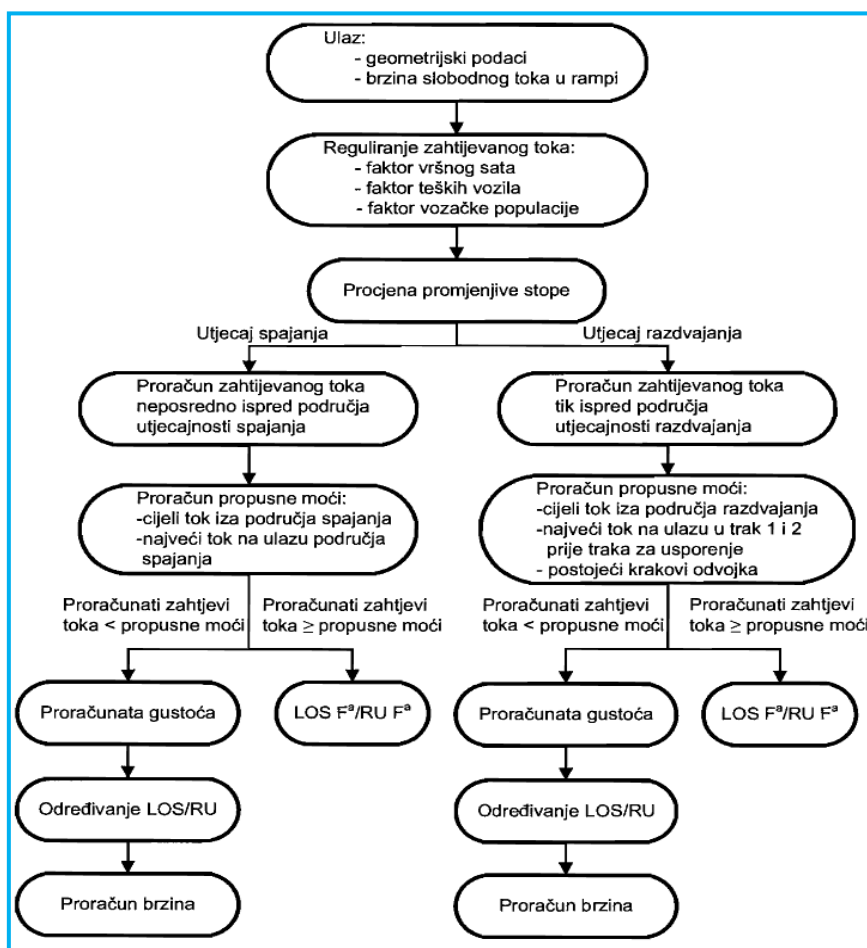 Ulaz:
- geometrijski podaci
- brzina slobodnog toka u rampi
Reguliranje zahtijevanog toka:
- faktor vršnog sata
- faktor teških vozila
- faktor vozačke populacije
Procjena promjenjive stope
Utjecaj spajanja
Utjecaj razdvajanja
Proračun zahtijevanog toka
neposredno ispred područja
utjecajnosti spajanja
Proračun zahtijevanog toka
tik ispred područja
utjecajnosti razdvajanja
Proračun propusne moći:
-cijeli tok iza područja spajanja
-najveći tok na ulazu područja
spajanja
Proračun propusne moći:
-cijeli tok iza područja razdvajanja
-najveći tok na ulazu u trak 1 i 2
prije traka za usporenje
- postojeći krakovi odvojka
Proračunati zahtjevi
toka < propusne moći
Proračunati zahtjevi
toka ≥ propusne moći
Proračunati zahtjevi
toka < propusne moći
Proračunati zahtjevi
toka ≥ propusne moći
Proračunata gustoća
LOS Fª/RU Fª
Proračunata gustoća
LOS Fª/RU Fª
Određivanje LOS/RU
Određivanje LOS/RU
Proračun brzina
Proračun brzina